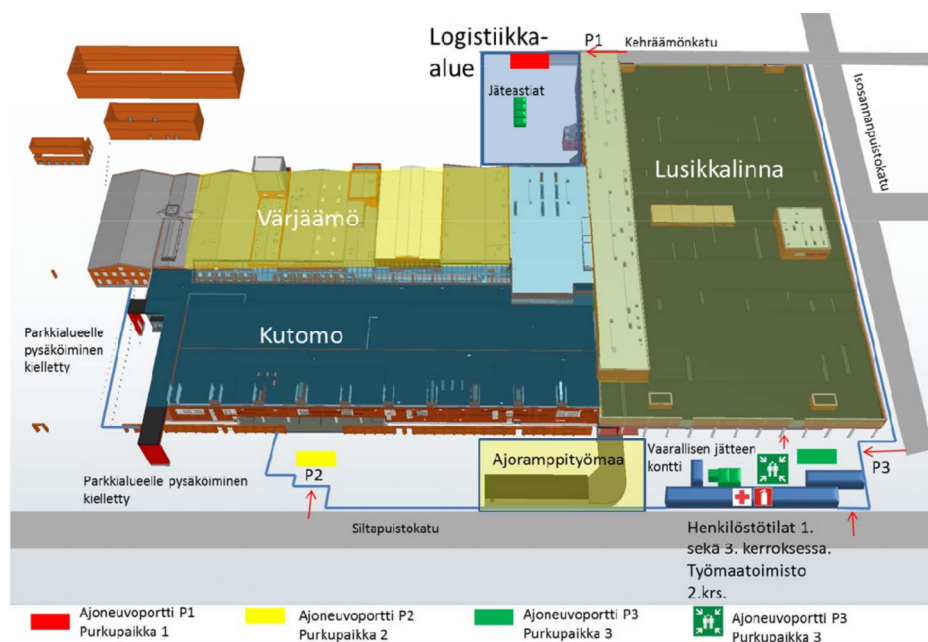 Logistiikka-
alue
P1
Kehräämönkatu
Jäteastiat
Isosannanpuistokatu
Lusikkalinna
Värjäämö
Kutomo
Parkkialueelle
pysäköiminen
kielletty
Parkkialueelle pysäköiminen
kielletty
P2
Ajoramppityömaa
Vaarallisen jätteen
kontti
P3
Siltapuistokatu
Henkilöstötilat 1.
sekä 3. kerroksessa.
Työmaatoimisto
2.krs.
Ajoneuvoportti P1
Purkupaikka 1
Ajoneuvoportti P2
Purkupaikka 2
Ajoneuvoportti P3
Purkupaikka 3
Ajoneuvoportti P3
Purkupaikka 3